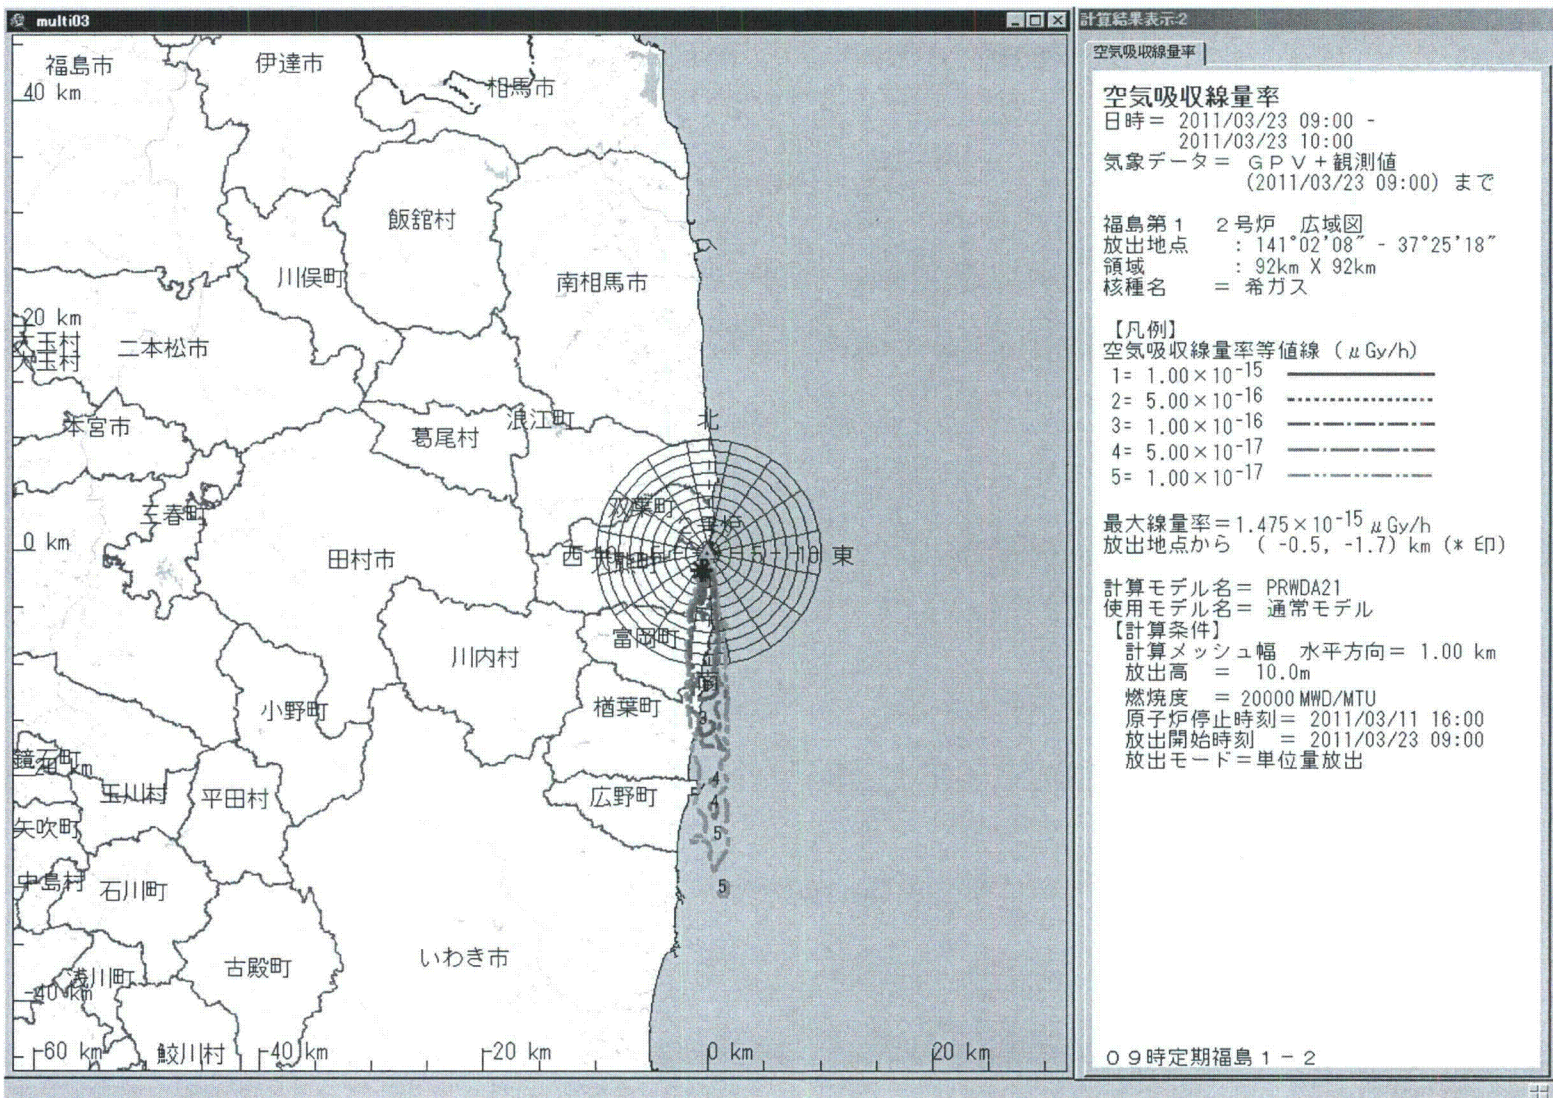 multi03
福島市
伊達市
相馬市
40 km
飯舘村
川俣町
南相馬市
20 km
大玉村
大玉村
二本松市
本宮市
葛尾村
浪江町
北
三春町
双葉町
0 km
田村市
西
大熊町
5
10
東
富岡町
川内村
小野町
楢葉町
南
3
鏡石町
-20 km
玉川村
平田村
広野町
4
4
矢吹町
5
中島村
石川町
5
古殿町
いわき市
浅川町
-40 km
鮫川村
-60 km
-40 km
-20 km
0 km
20 km
計算結果表示-2
空気吸収線量率
空気吸収線量率
日時= 2011/03/23 09:00 -
2011/03/23 10:00
気象データ= GPV+観測値
(2011/03/23 09:00) まで
福島第1 2号炉 広域図
放出地点 : 141°02'08" - 37°25'18"
領域 : 92km X 92km
核種名 = 希ガス
【凡例】
空気吸収線量率等値線 (μGy/h)
1= 1.00×10⁻¹⁵
2= 5.00×10⁻¹⁶
3= 1.00×10⁻¹⁶
4= 5.00×10⁻¹⁷
5= 1.00×10⁻¹⁷
最大線量率=1.475×10⁻¹⁵μGy/h
放出地点から ( -0.5, -1.7) km (* 印)
計算モデル名= PRWDA21
使用モデル名= 通常モデル
【計算条件】
計算メッシュ幅 水平方向= 1.00 km
放出高 = 10.0m
燃焼度 = 20000MWD/MTU
原子炉停止時刻= 2011/03/11 16:00
放出開始時刻 = 2011/03/23 09:00
放出モード=単位量放出
09時定期福島1-2